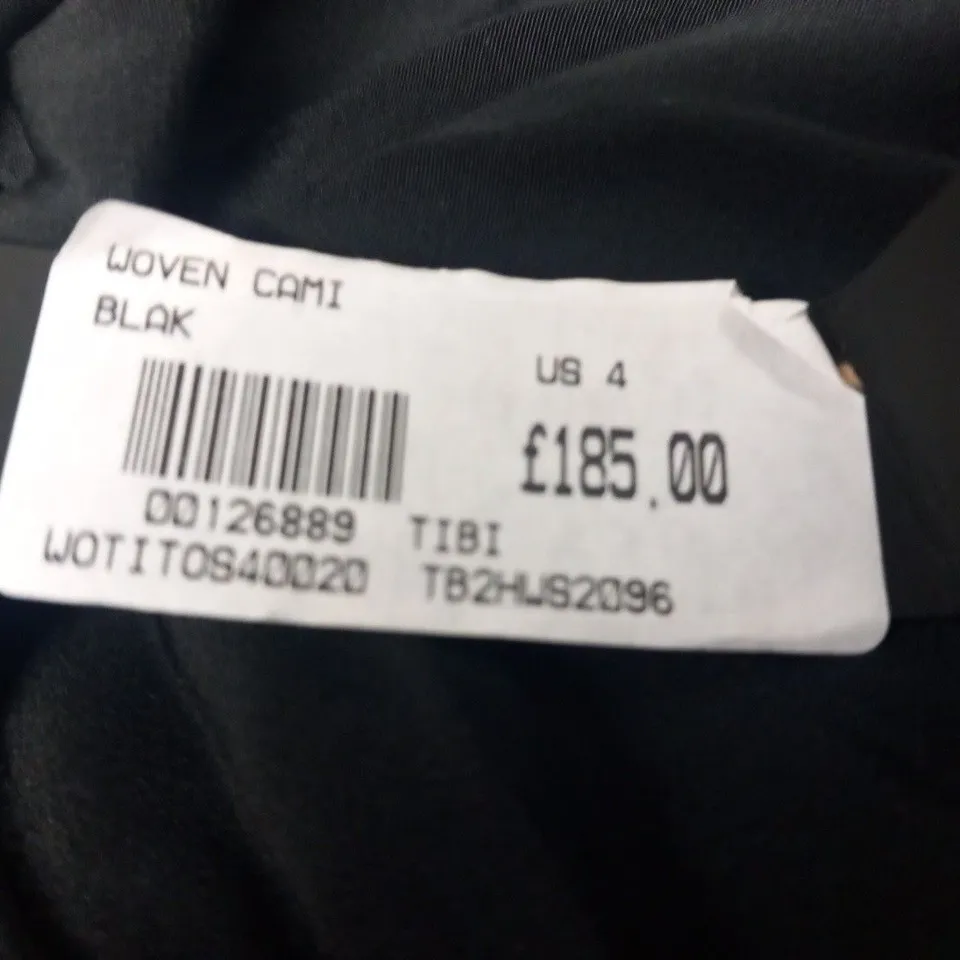 WOVEN CAMI
BLAK
US 4
£185.00
00126889 TIBI
WOTITOS40020 TB2HWS2096